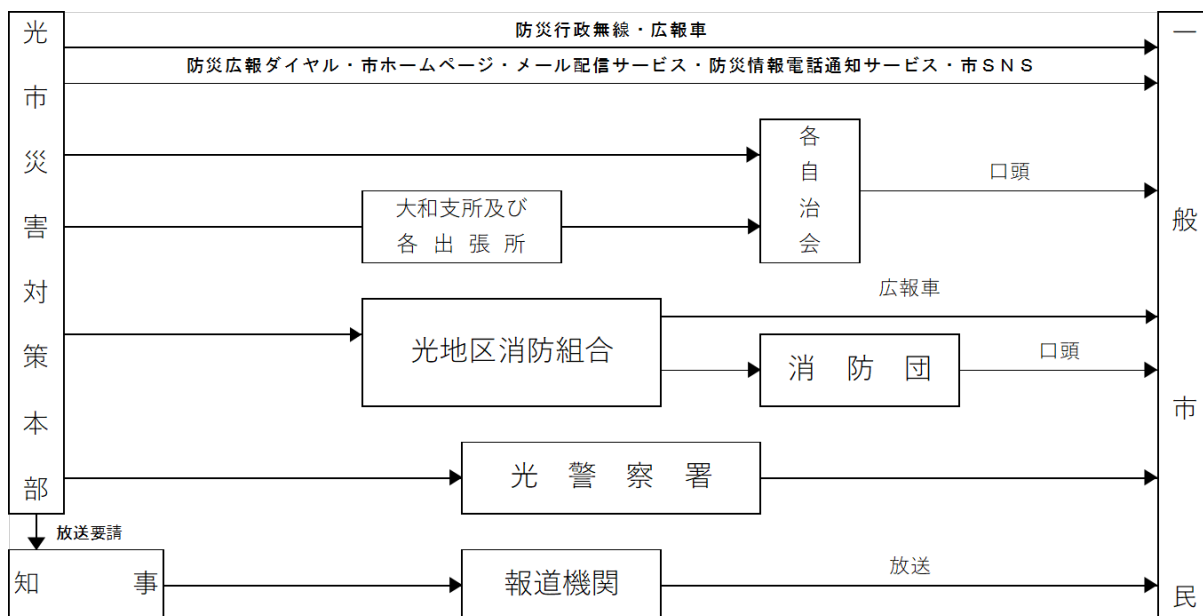 光市災害対策本部
防災行政無線・広報車
防災広報ダイヤル・市ホームページ・メール配信サービス・防災情報電話通知サービス・市ＳＮＳ
各自治会
口頭
大和支所及び
各出張所
広報車
光地区消防組合
消防団
口頭
光警察署
放送要請
知事
報道機関
放送
一般市民